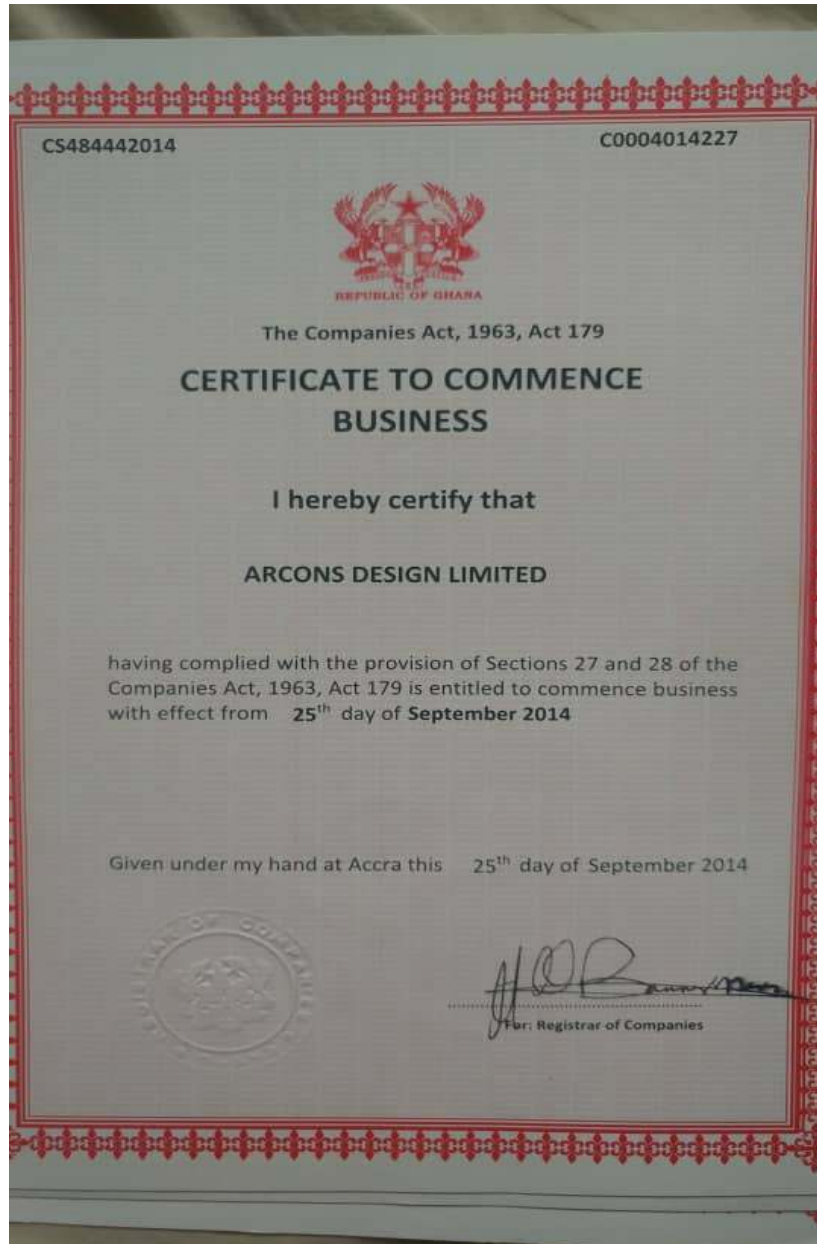 CS484442014
C0004014227
REPUBLIC OF GHANA
The Companies Act, 1963, Act 179
CERTIFICATE TO COMMENCE
BUSINESS
I hereby certify that
ARCONS DESIGN LIMITED
having complied with the provision of Sections 27 and 28 of the
Companies Act, 1963, Act 179 is entitled to commence business
with effect from 25th day of September 2014
Given under my hand at Accra this 25th day of September 2014
For: Registrar of Companies